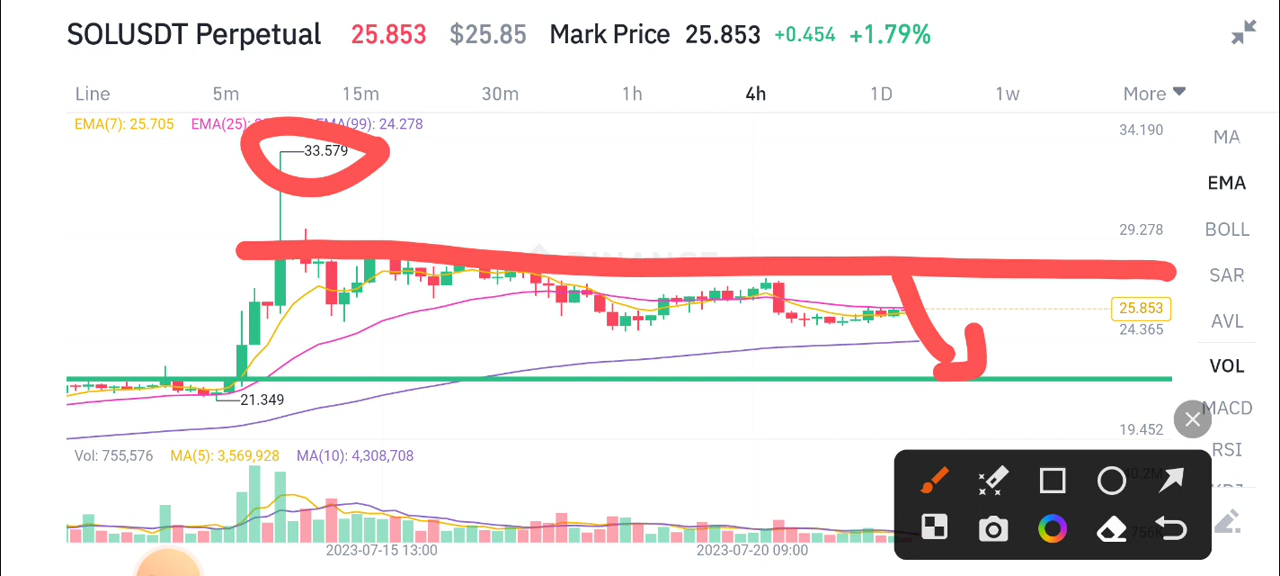 SOLUSDT Perpetual 25.853 $25.85 Mark Price 25.853 +0.454 +1.79%
Line 5m 15m 30m 1h 4h 1D 1w More
EMA(7): 25.705 EMA(25): EMA(99): 24.278
34.190
33.579
29.278
25.853
24.365
21.349
19.452
MA
EMA
BOLL
SAR
AVL
VOL
MACD
RSI
Vol: 755,576 MA(5): 3,569,928 MA(10): 4,308,708
2023-07-15 13:00 2023-07-20 09:00